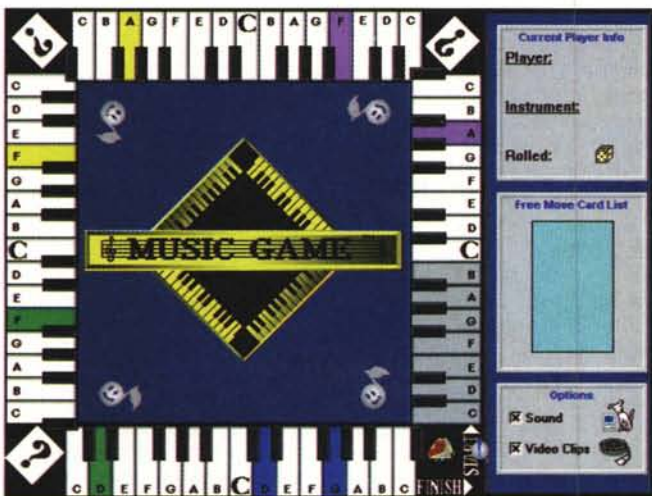 C B A G F E D C B A G F E D C
C
D
E
F
G
A
B
C
D
E
F
G
A
B
C
MUSIC GAME
C
B
A
G
F
E
D
C
B
A
G
F
E
D
C
C D E F G A B C D E F G A B C
START
FINISH
?
?
?
Current Player Info
Player:
Instrument:
Rolled:
Free Move Card List
Options
Sound
Video Clips